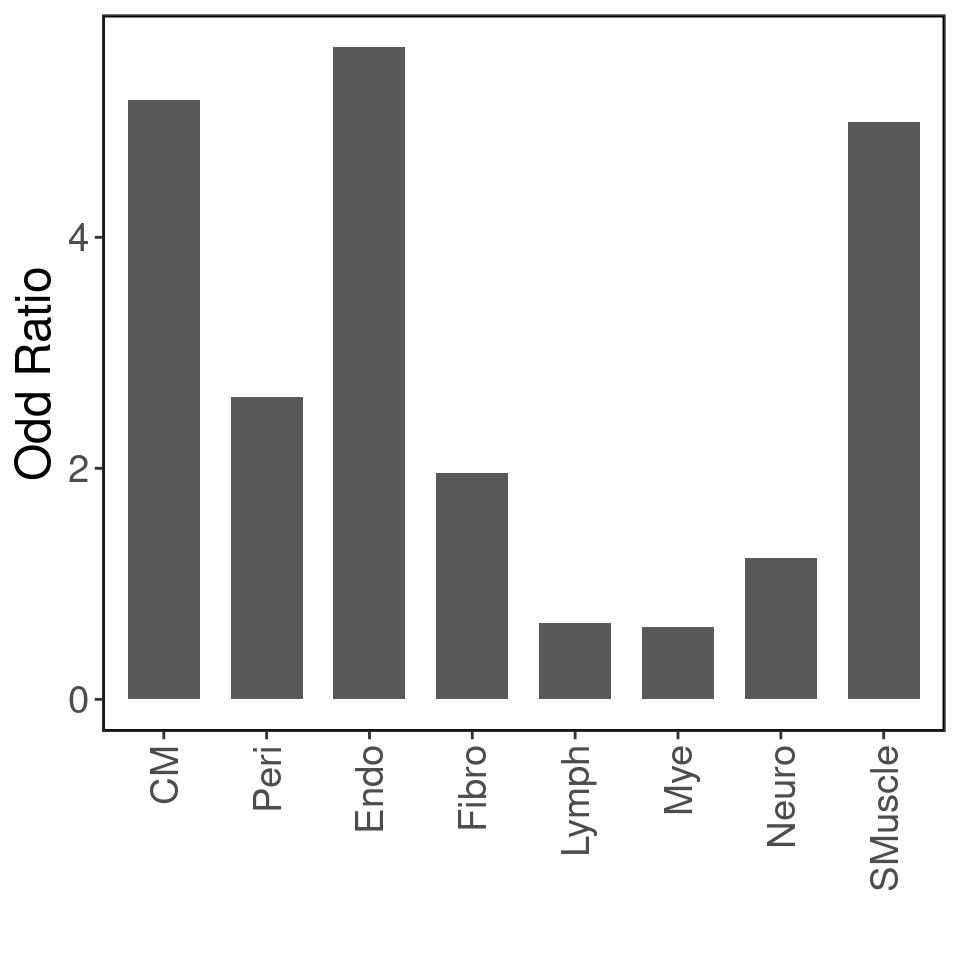 Odd Ratio
4
2
0
CM
Peri
Endo
Fibro
Lymph
Mye
Neuro
SMuscle